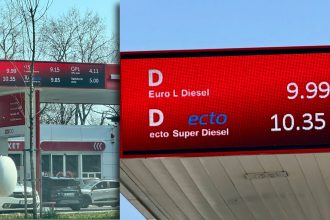 9.99
9.15 GPL 4.11
10.35
9.85
5.00
KET
D
Euro L Diesel
9.99
D ecto
ecto Super Diesel
10.35